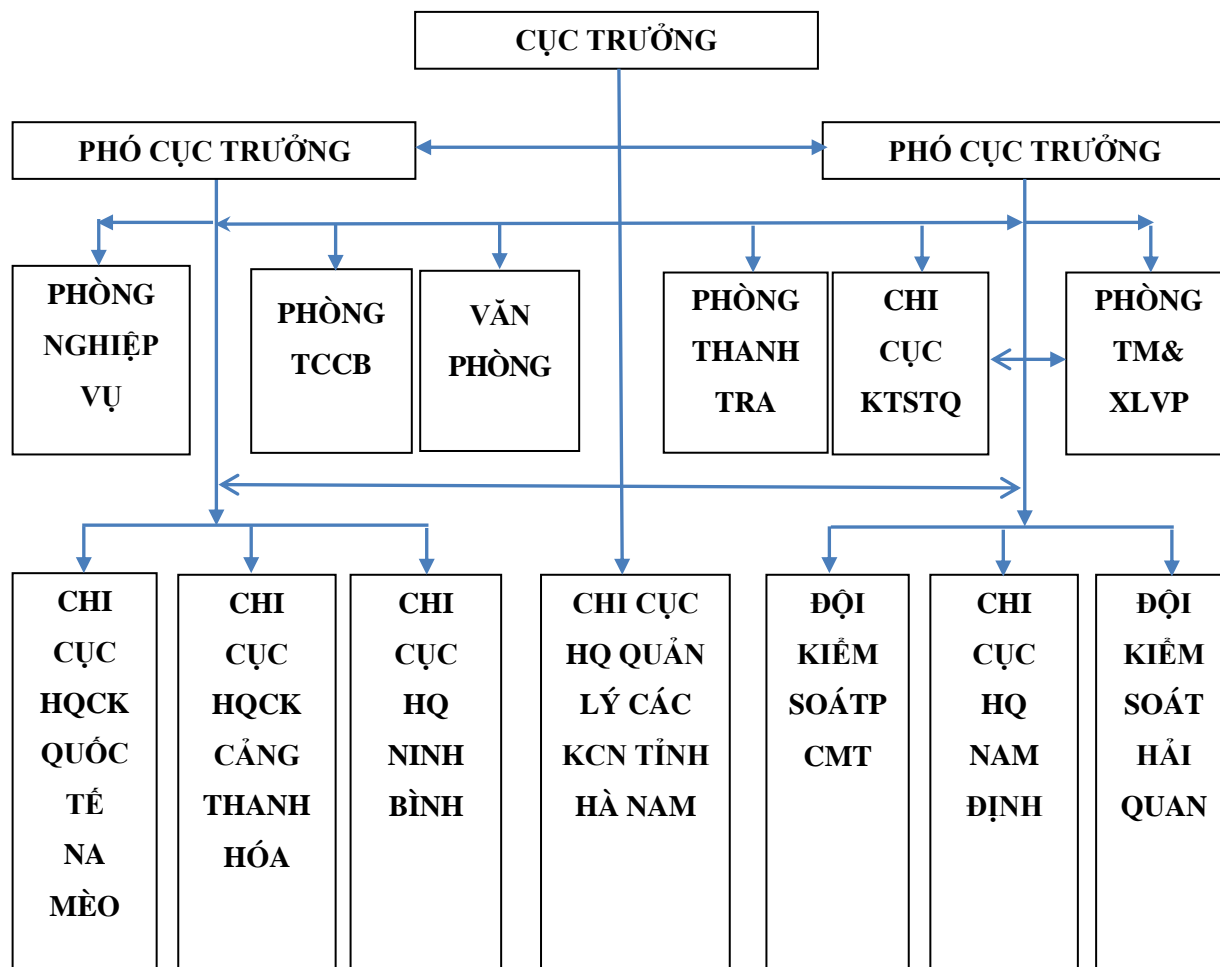 CỤC TRƯỞNG
PHÓ CỤC TRƯỞNG
PHÓ CỤC TRƯỞNG
PHÒNG
NGHIỆP
VỤ
PHÒNG
TCCB
VĂN
PHÒNG
PHÒNG
THANH
TRA
CHI
CỤC
KTSTQ
PHÒNG
TM&
XLVP
CHI
CỤC
HQCK
QUỐC
TẾ
NA
MÈO
CHI
CỤC
HQCK
CẢNG
THANH
HÓA
CHI
CỤC
HQ
NINH
BÌNH
CHI CỤC
HQ QUẢN
LÝ CÁC
KCN TỈNH
HÀ NAM
ĐỘI
KIỂM
SOÁTP
CMT
CHI
CỤC
HQ
NAM
ĐỊNH
ĐỘI
KIỂM
SOÁT
HẢI
QUAN